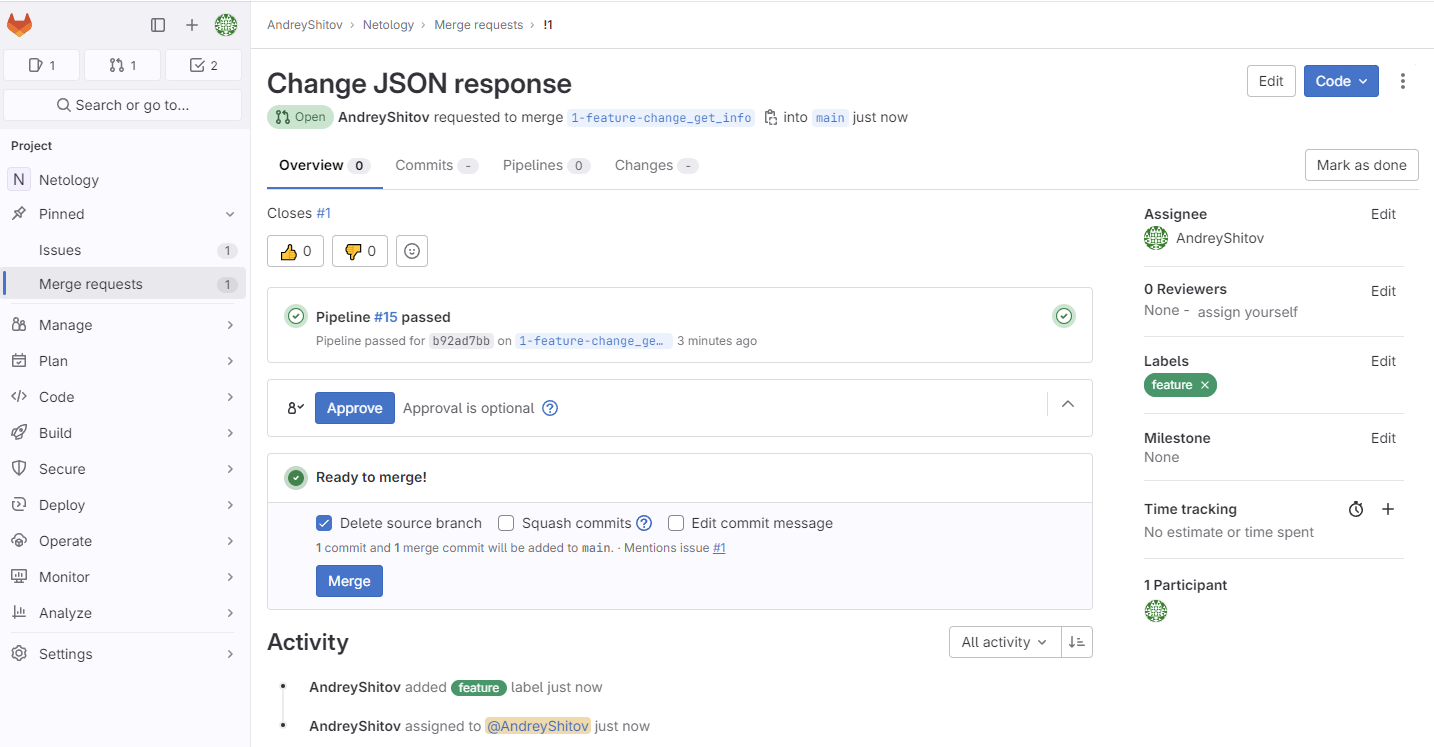 AndreyShitov › Netology › Merge requests › !1
1
1
2
Search or go to...
Project
N Netology
Pinned
Issues 1
Merge requests 1
Manage
Plan
Code
Build
Secure
Deploy
Operate
Monitor
Analyze
Settings
Change JSON response
Edit
Code
Open AndreyShitov requested to merge 1-feature-change_get_info into main just now
Overview 0
Commits -
Pipelines 0
Changes -
Mark as done
Closes #1
0
0
Pipeline #15 passed
Pipeline passed for b92ad7bb on 1-feature-change_ge… 3 minutes ago
Approve Approval is optional ?
Ready to merge!
Delete source branch Squash commits ? Edit commit message
1 commit and 1 merge commit will be added to main. · Mentions issue #1
Merge
Activity
All activity
AndreyShitov added feature label just now
AndreyShitov assigned to @AndreyShitov just now
Assignee Edit
AndreyShitov
0 Reviewers Edit
None - assign yourself
Labels Edit
feature ×
Milestone Edit
None
Time tracking
No estimate or time spent
1 Participant